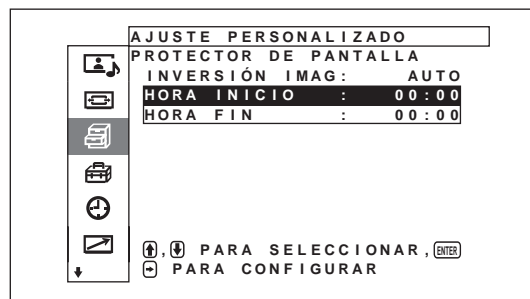 AJUSTE PERSONALIZADO
PROTECTOR DE PANTALLA
INVERSIÓN IMAG: AUTO
HORA INICIO : 00:00
HORA FIN : 00:00
, PARA SELECCIONAR, ENTER
PARA CONFIGURAR